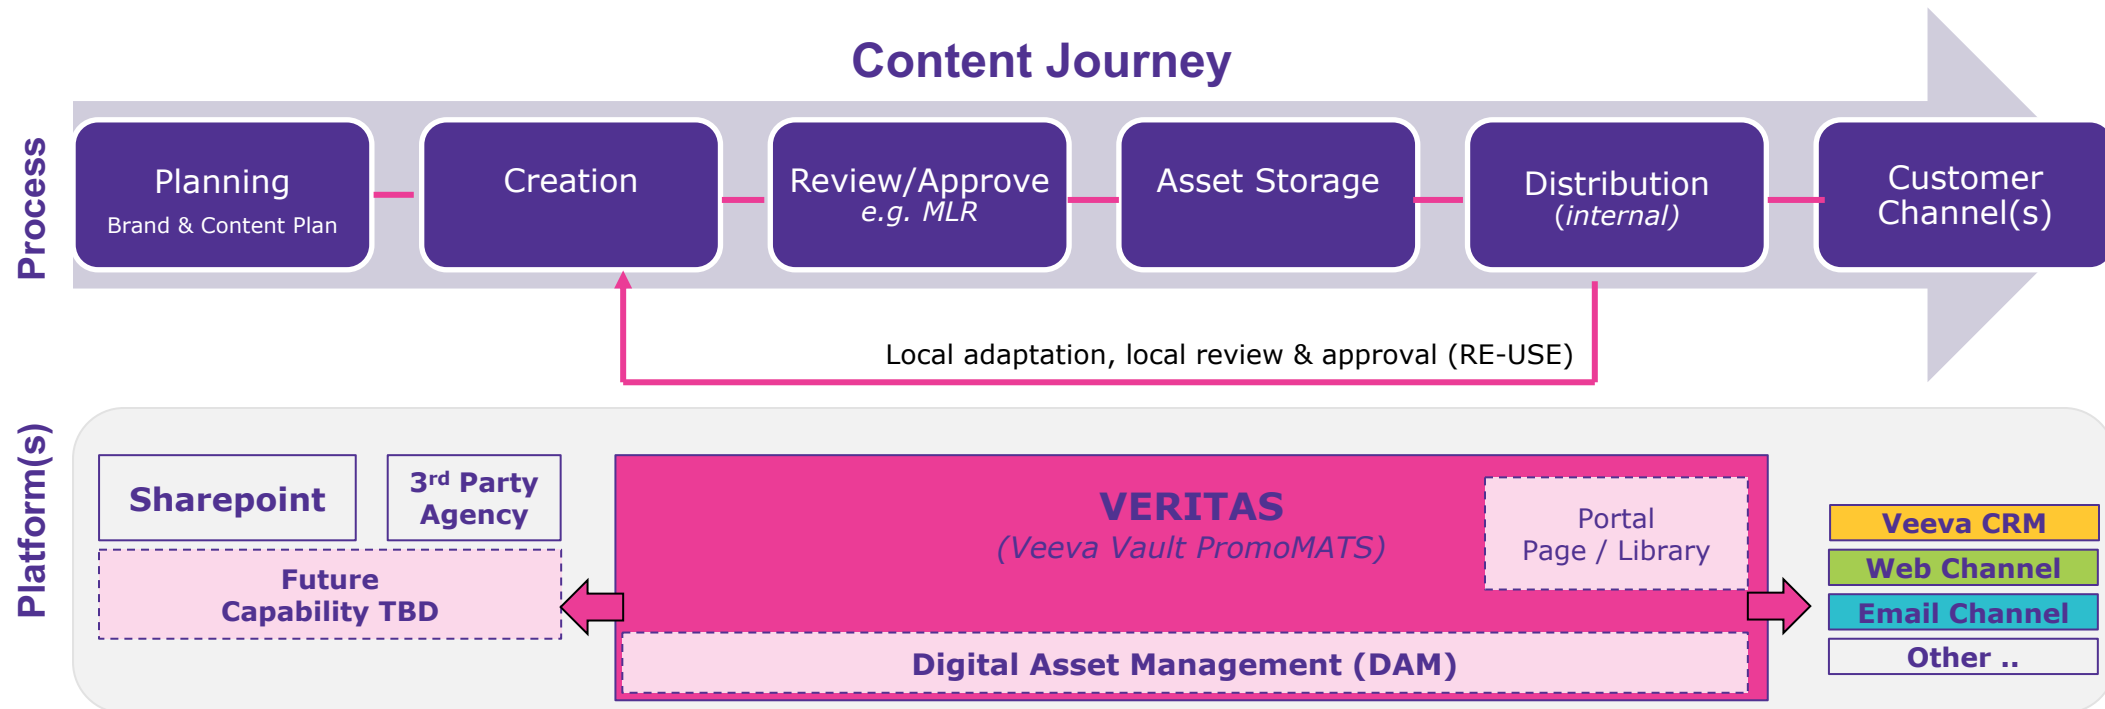 Content Journey
Process
Planning
Brand & Content Plan
Creation
Review/Approve
e.g. MLR
Asset Storage
Distribution
(internal)
Customer
Channel(s)
Local adaptation, local review & approval (RE-USE)
Platform(s)
Sharepoint
3rd Party
Agency
Future
Capability TBD
VERITAS
(Veeva Vault PromoMATS)
Portal
Page / Library
Digital Asset Management (DAM)
Veeva CRM
Web Channel
Email Channel
Other ..